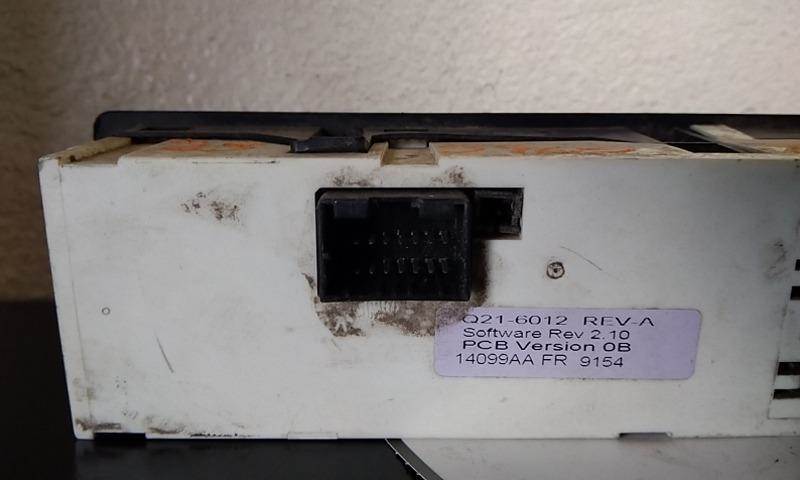 Q21-6012 REV-A
Software Rev 2.10
PCB Version 0B
14099AA FR 9154